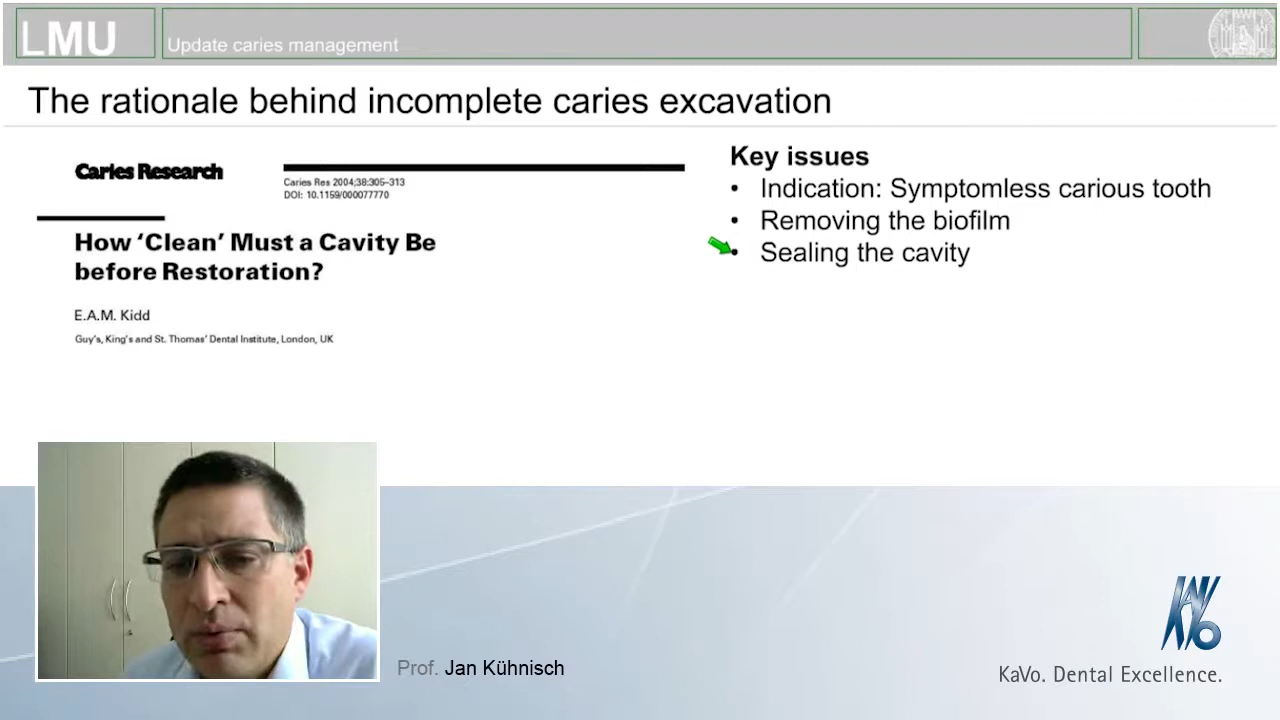 LMU
Update caries management
The rationale behind incomplete caries excavation
Caries Research
Caries Res 2004;38:305–313
DOI: 10.1159/000077770
How ‘Clean’ Must a Cavity Be
before Restoration?
E.A.M. Kidd
Guy’s, King’s and St. Thomas’ Dental Institute, London, UK
Key issues
• Indication: Symptomless carious tooth
• Removing the biofilm
• Sealing the cavity
Prof. Jan Kühnisch
KAVO
KaVo. Dental Excellence.